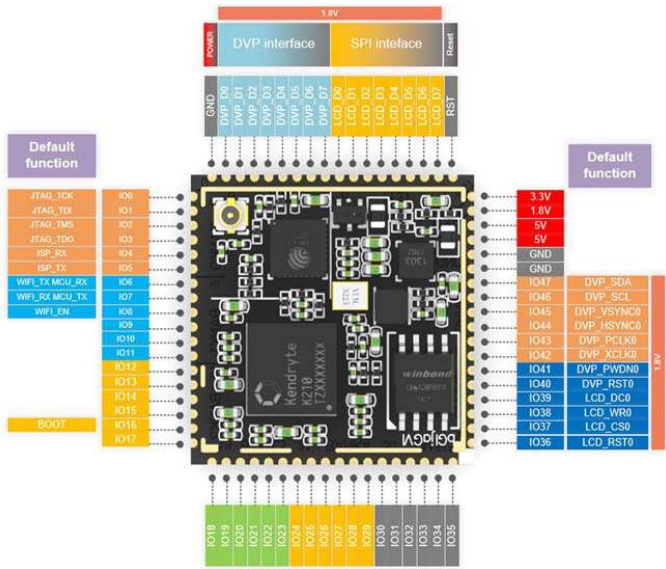 1.8V
POWER
DVP interface
SPI inteface
Reset
GND
DVP_D0
DVP_D1
DVP_D2
DVP_D3
DVP_D4
DVP_D5
DVP_D6
DVP_D7
LCD_D0
LCD_D1
LCD_D2
LCD_D3
LCD_D4
LCD_D5
LCD_D6
LCD_D7
RST
Default
function
JTAG_TCK IO0
JTAG_TDI IO1
JTAG_TMS IO2
JTAG_TDO IO3
ISP_RX IO4
ISP_TX IO5
WIFI_TX MCU_RX IO6
WIFI_RX MCU_TX IO7
WIFI_EN IO8
IO9
IO10
IO11
IO12
IO13
IO14
IO15
BOOT IO16
IO17
Kendryte
K210
TZXXXXXXX
winbond
Default
function
3.3V
1.8V
5V
5V
GND
GND
IO47 DVP_SDA
IO46 DVP_SCL
IO45 DVP_VSYNC0
IO44 DVP_HSYNC0
IO43 DVP_PCLK0
IO42 DVP_XCLK0
IO41 DVP_PWDN0
IO40 DVP_RST0
IO39 LCD_DC0
IO38 LCD_WR0
IO37 LCD_CS0
IO36 LCD_RST0
1.8V
IO18
IO19
IO20
IO21
IO22
IO23
IO24
IO25
IO26
IO27
IO28
IO29
IO30
IO31
IO32
IO33
IO34
IO35